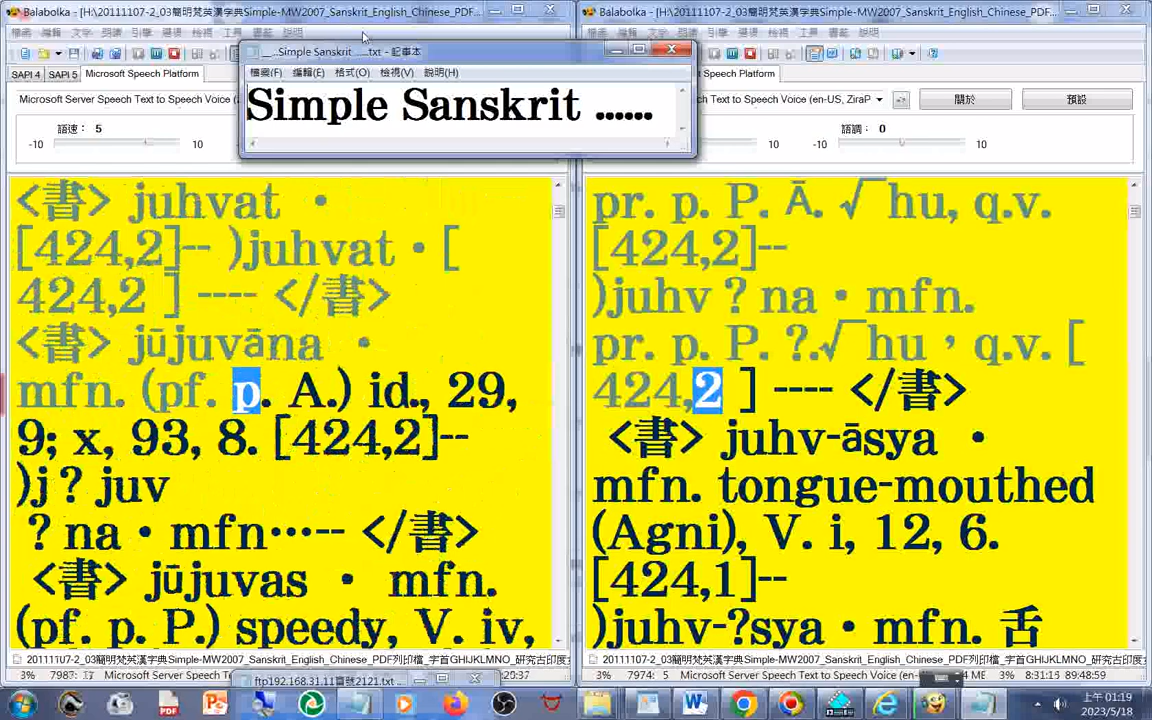 Balabolka - [H:\20111107-2_03簡明梵英漢字典Simple-MW2007_Sanskrit_English_Chinese_PDF...
Balabolka - [H:\20111107-2_03簡明梵英漢字典Simple-MW2007_Sanskrit_English_Chinese_PDF...
__...Simple Sanskrit .....txt - 記事本
檔案(F) 編輯(E) 格式(O) 檢視(V) 說明(H)
Simple Sanskrit ......
SAPI 4 SAPI 5 Microsoft Speech Platform
Speech Platform
Microsoft Server Speech Text to Speech Voice
xt to Speech Voice (en-US, ZiraP
關於
預設
語速： 5
-10 10
語調： 0
-10 10
<書> juhvat •
[424,2]-- )juhvat • [
424,2 ] ---- </書>
<書> jūjuvāna •
mfn. (pf. p. A.) id., 29,
9; x, 93, 8. [424,2]--
)j ? juv
? na • mfn…-- </書>
<書> jūjuvas • mfn.
(pf. p. P.) speedy, V. iv,
pr. p. P. Ā. √ hu, q.v.
[424,2]--
)juhv ? na • mfn.
pr. p. P. ?.√ hu，q.v. [
424,2 ] ---- </書>
<書> juhv-āsya •
mfn. tongue-mouthed
(Agni), V. i, 12, 6.
[424,1]--
)juhv-?sya • mfn. 舌
20111107-2_03簡明梵英漢字典Simple-MW2007_Sanskrit_English_Chinese_PDF列印檔_字首GHIJKLMNO_研究古印度
20111107-2_03簡明梵英漢字典Simple-MW2007_Sanskrit_English_Chinese_PDF列印檔_字首GHIJKLMNO_研究古印度
3% 7987: Microsoft Server Speech
3% 7974: 5 Microsoft Server Speech Text to Speech Voice (en- 8:31:15 89:48:59
上午 01:19
2023/5/18